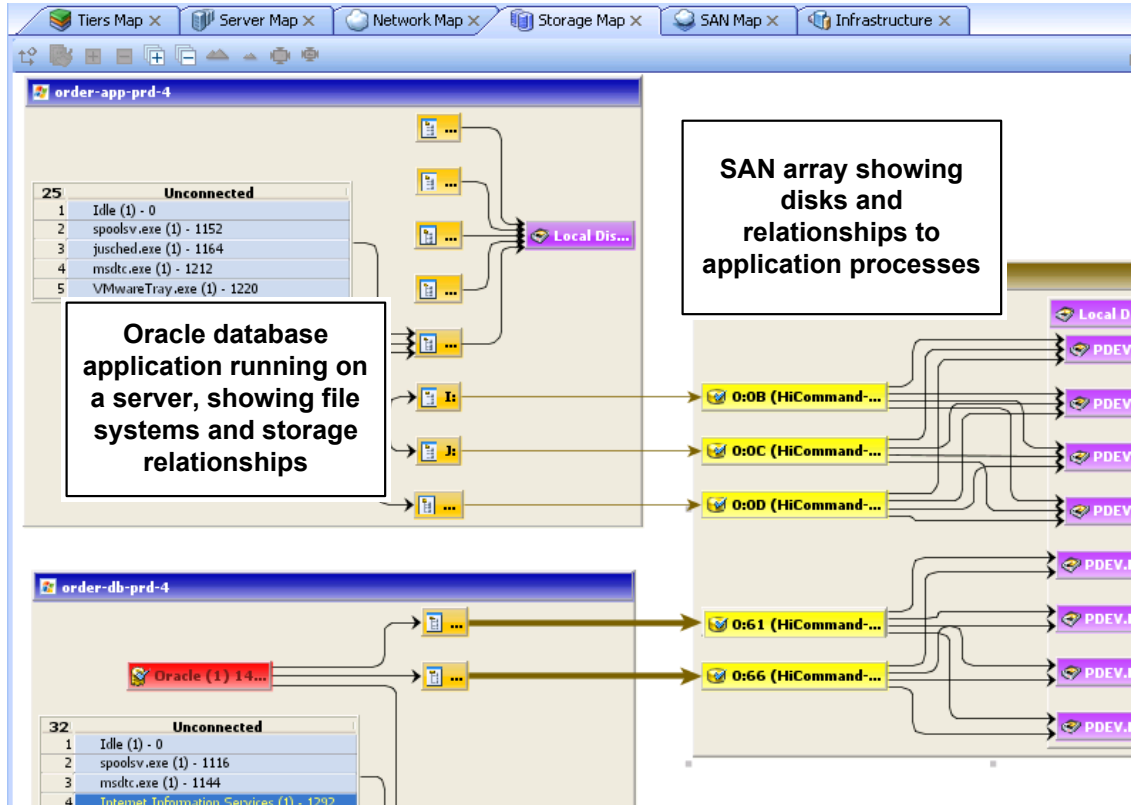 Tiers Map
Server Map
Network Map
Storage Map
SAN Map
Infrastructure
order-app-prd-4
25 Unconnected
1 Idle (1) - 0
2 spoolsv.exe (1) - 1152
3 jusched.exe (1) - 1164
4 msdtc.exe (1) - 1212
5 VMwareTray.exe (1) - 1220
...
...
...
...
...
I:
J:
...
Local Dis...
Oracle database
application running on
a server, showing file
systems and storage
relationships
SAN array showing
disks and
relationships to
application processes
0:0B (HiCommand-...
0:0C (HiCommand-...
0:0D (HiCommand-...
0:61 (HiCommand-...
0:66 (HiCommand-...
Local D
PDEV
PDEV
PDEV
PDEV
PDEV.
PDEV.
PDEV.
PDEV.
order-db-prd-4
...
...
Oracle (1) 14...
32 Unconnected
1 Idle (1) - 0
2 spoolsv.exe (1) - 1116
3 msdtc.exe (1) - 1144
4 Internet Information Services (1) - 1292